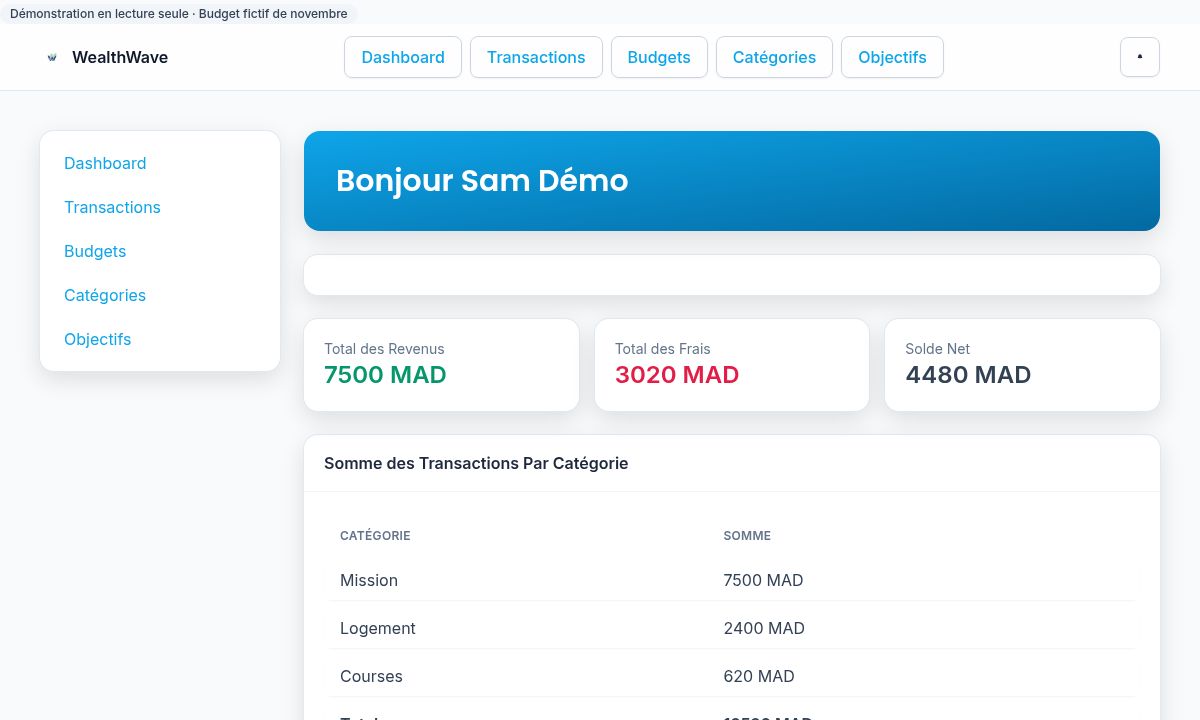 Démonstration en lecture seule · Budget fictif de novembre
WealthWave
Dashboard
Transactions
Budgets
Catégories
Objectifs
Dashboard
Transactions
Budgets
Catégories
Objectifs
Bonjour Sam Démo
Total des Revenus
7500 MAD
Total des Frais
3020 MAD
Solde Net
4480 MAD
Somme des Transactions Par Catégorie
CATÉGORIE SOMME
Mission 7500 MAD
Logement 2400 MAD
Courses 620 MAD